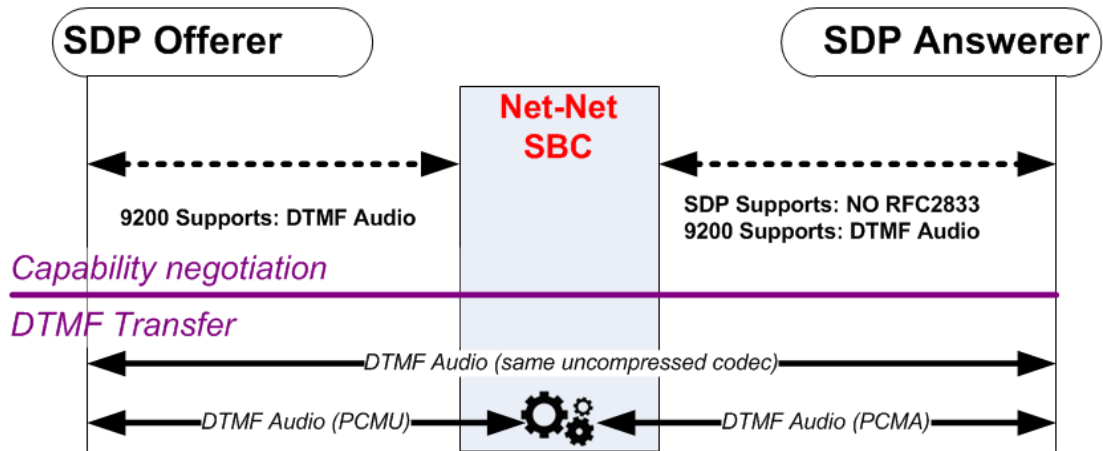 SDP Offerer
SDP Answerer
Net-Net
SBC
9200 Supports: DTMF Audio
SDP Supports: NO RFC2833
9200 Supports: DTMF Audio
Capability negotiation
DTMF Transfer
DTMF Audio (same uncompressed codec)
DTMF Audio (PCMU)
DTMF Audio (PCMA)